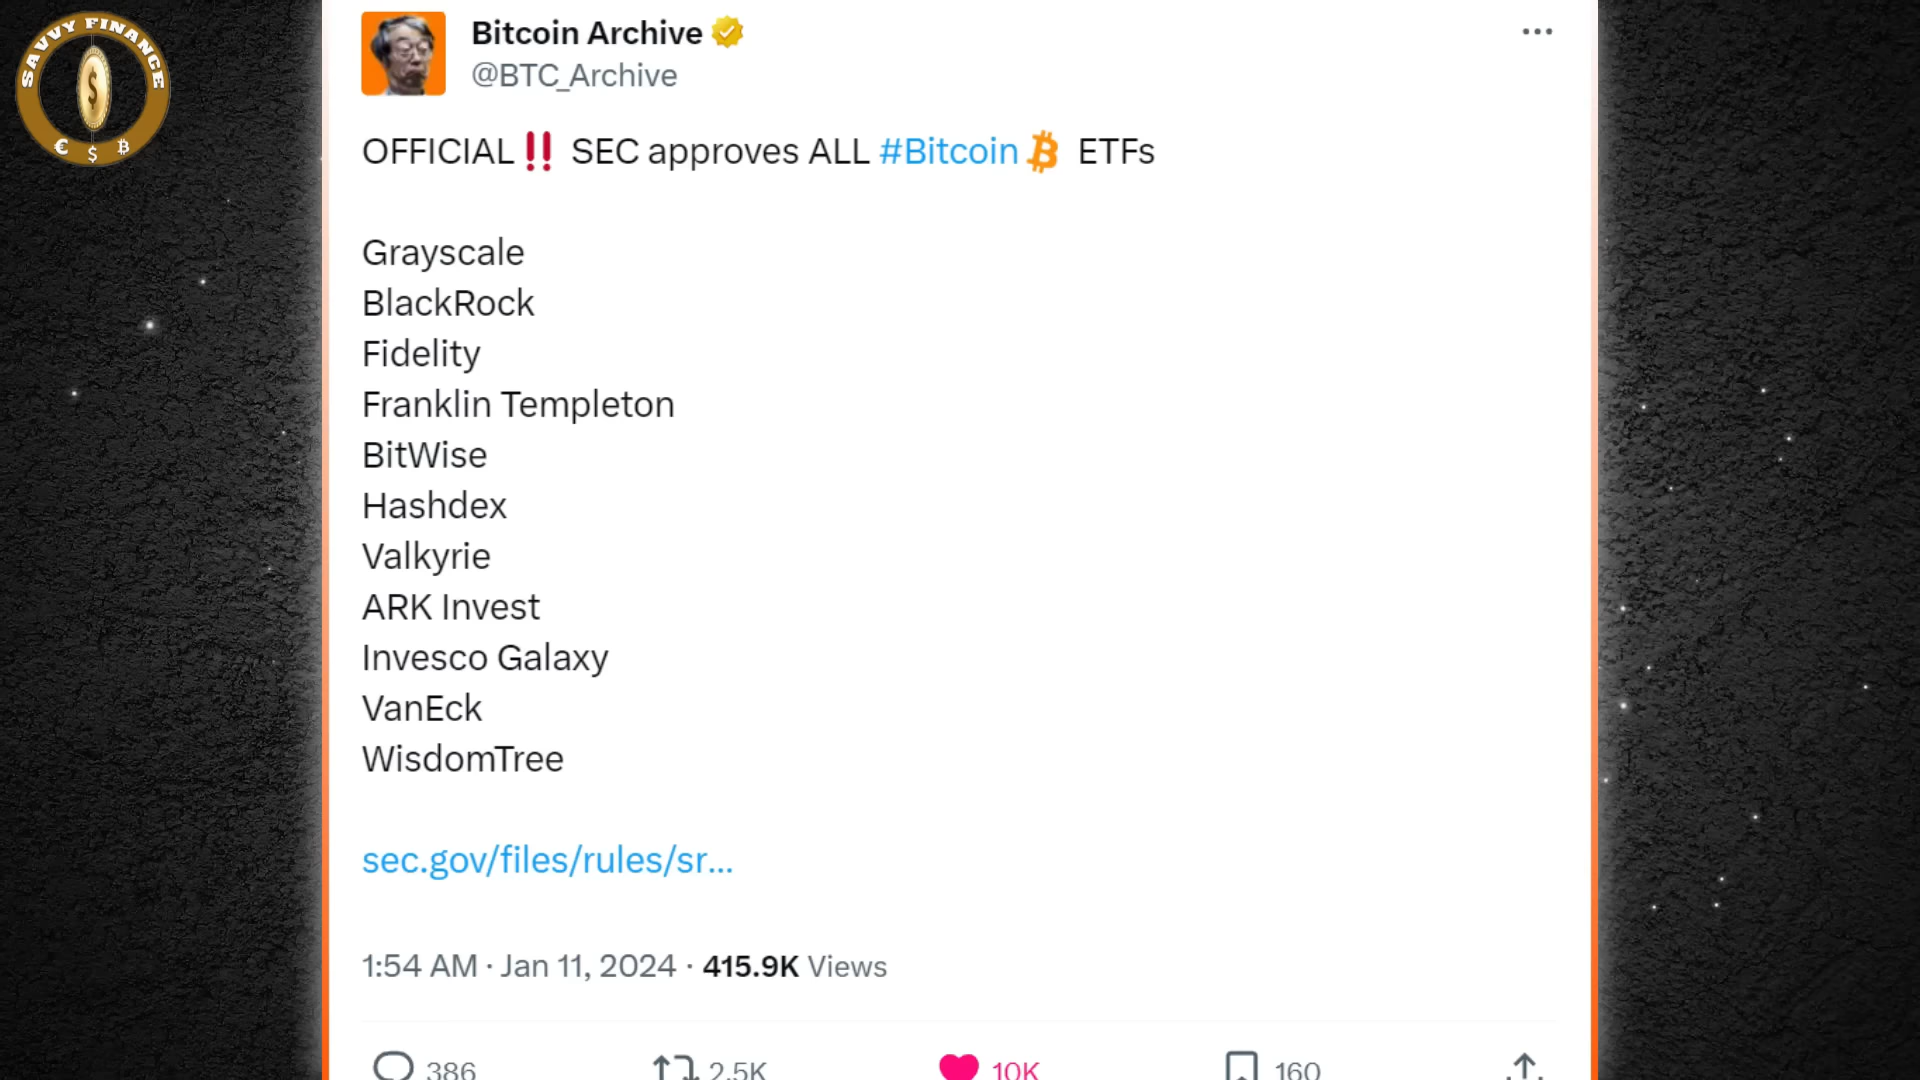 SAVVY FINANCE
$
€ $ ₿
Bitcoin Archive
@BTC_Archive
OFFICIAL‼️ SEC approves ALL #Bitcoin ₿ ETFs
Grayscale
BlackRock
Fidelity
Franklin Templeton
BitWise
Hashdex
Valkyrie
ARK Invest
Invesco Galaxy
VanEck
WisdomTree
sec.gov/files/rules/sr...
1:54 AM · Jan 11, 2024 · 415.9K Views
386 2.5K 10K 160